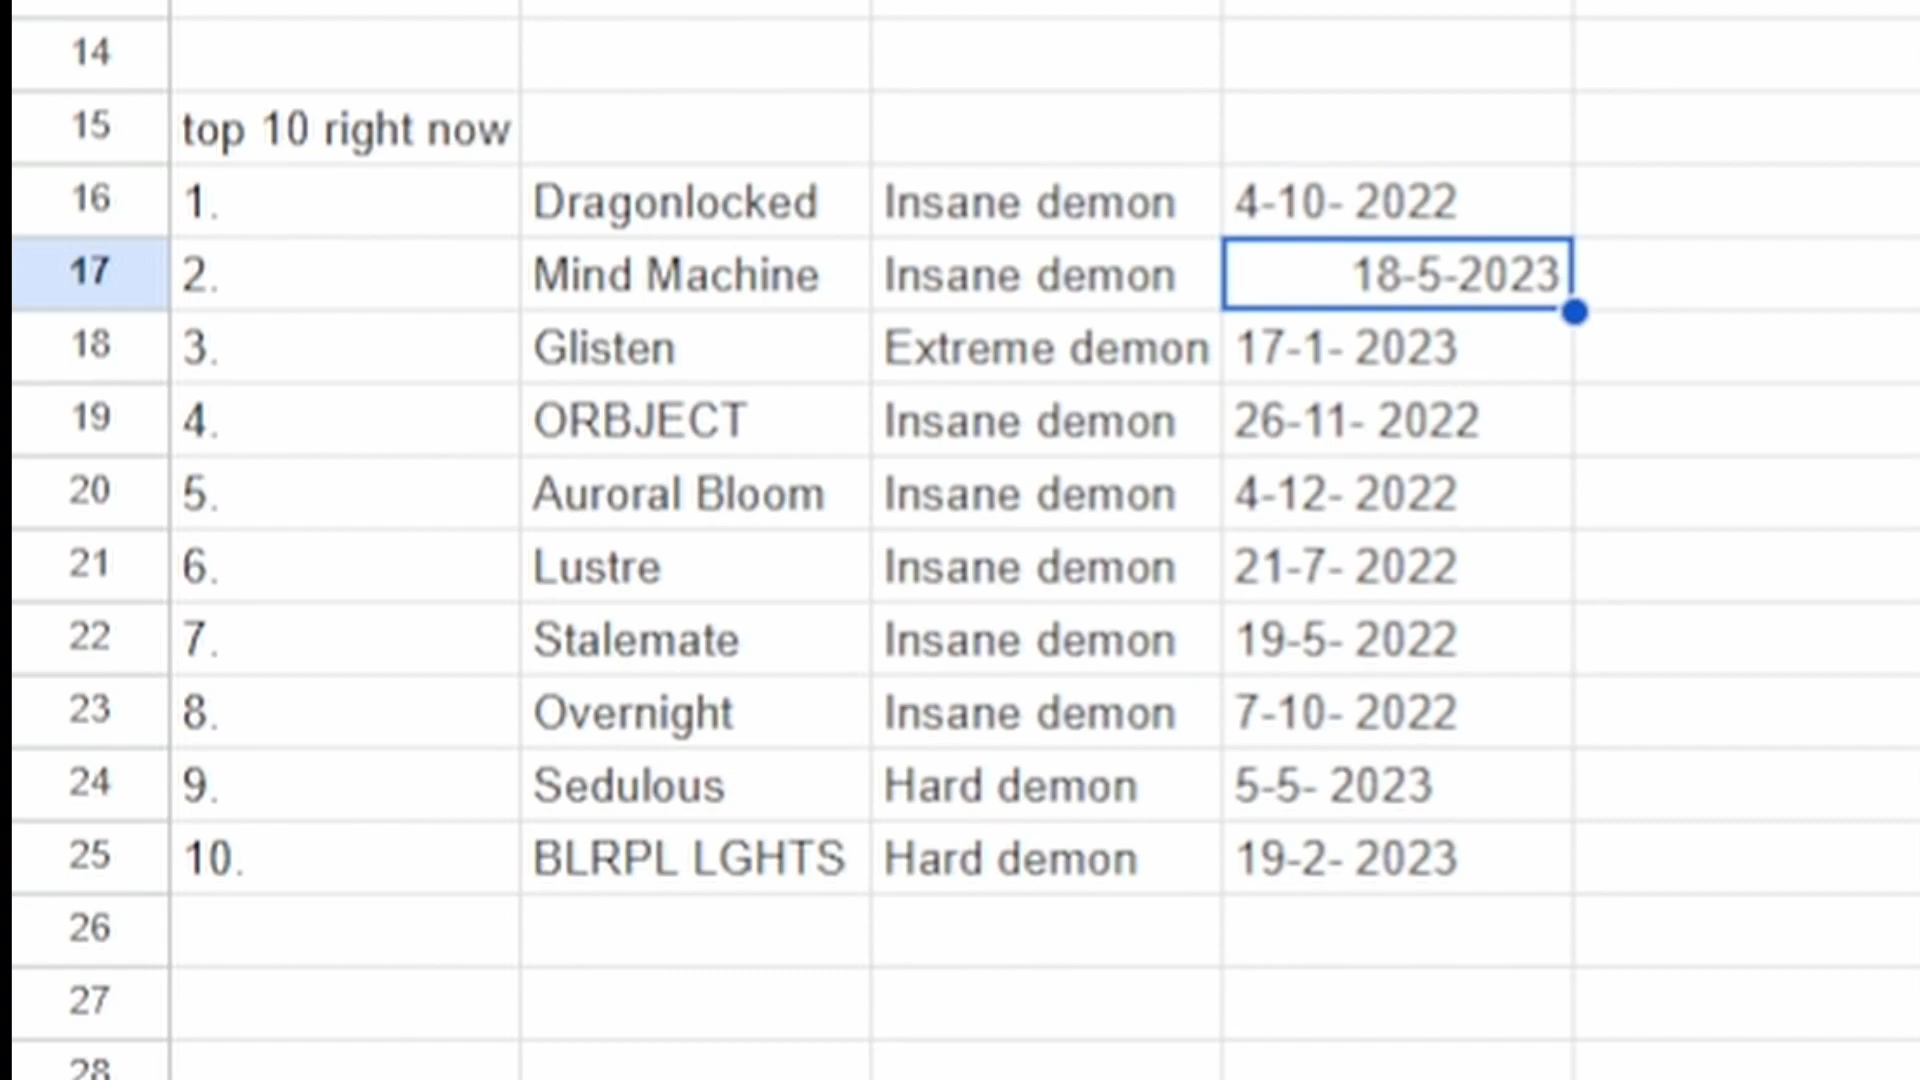 14
15 top 10 right now
16 1. Dragonlocked Insane demon 4-10- 2022
17 2. Mind Machine Insane demon 18-5-2023
18 3. Glisten Extreme demon 17-1- 2023
19 4. ORBJECT Insane demon 26-11- 2022
20 5. Auroral Bloom Insane demon 4-12- 2022
21 6. Lustre Insane demon 21-7- 2022
22 7. Stalemate Insane demon 19-5- 2022
23 8. Overnight Insane demon 7-10- 2022
24 9. Sedulous Hard demon 5-5- 2023
25 10. BLRPL LGHTS Hard demon 19-2- 2023
26
27
28